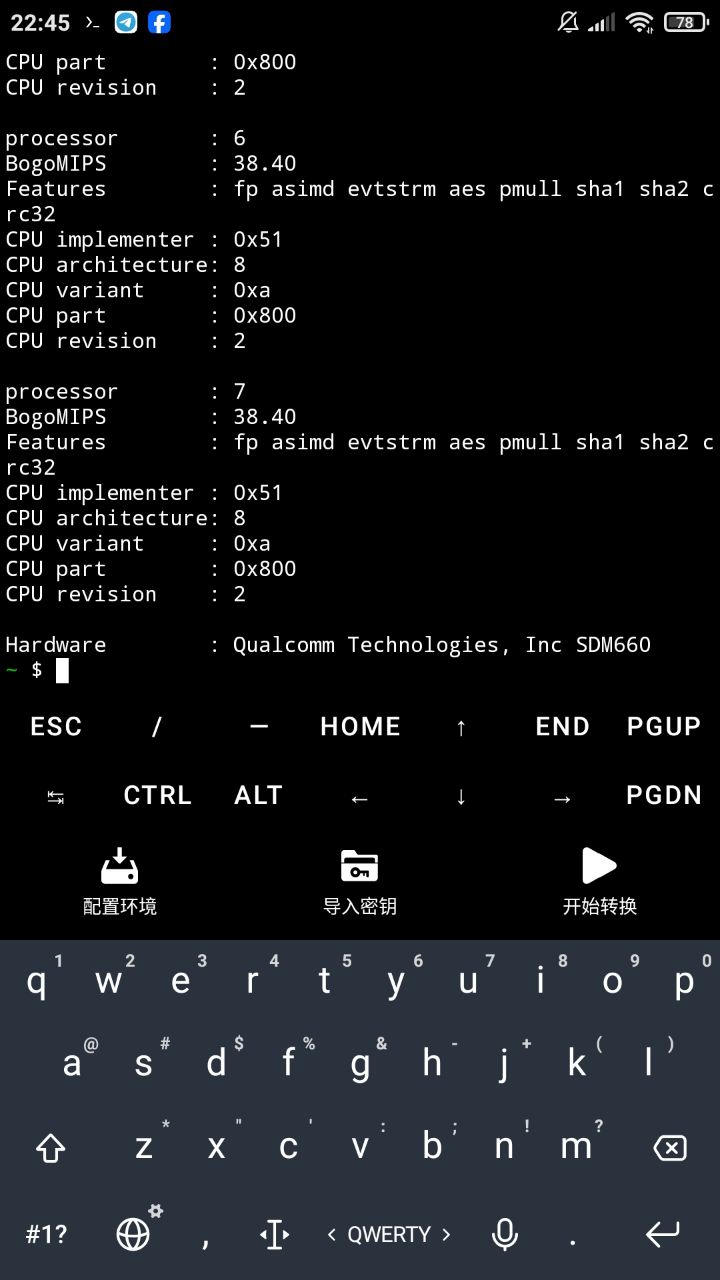 22:45 78
CPU part : 0x800
CPU revision : 2
processor : 6
BogoMIPS : 38.40
Features : fp asimd evtstrm aes pmull sha1 sha2 c
rc32
CPU implementer : 0x51
CPU architecture: 8
CPU variant : 0xa
CPU part : 0x800
CPU revision : 2
processor : 7
BogoMIPS : 38.40
Features : fp asimd evtstrm aes pmull sha1 sha2 c
rc32
CPU implementer : 0x51
CPU architecture: 8
CPU variant : 0xa
CPU part : 0x800
CPU revision : 2
Hardware : Qualcomm Technologies, Inc SDM660
~ $
ESC / — HOME ↑ END PGUP
⇆ CTRL ALT ← ↓ → PGDN
配置环境 导入密钥 开始转换
1 2 3 4 5 6 7 8 9 0
q w e r t y u i o p
@ # $ % & - + ( )
a s d f g h j k l
* " ' : ; ! ?
z x c v b n m
#1? , < QWERTY > .